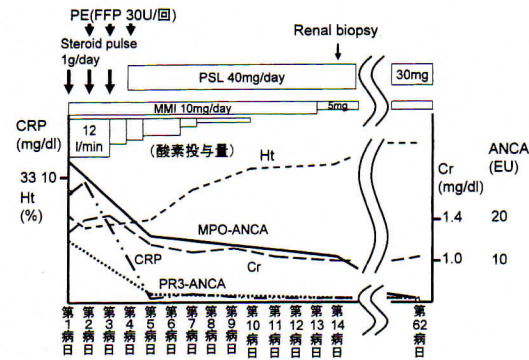 PE(FFP 30U/回)
Steroid pulse
1g/day
Renal biopsy
PSL 40mg/day
30mg
MMI 10mg/day
5mg
CRP
(mg/dl)
12
l/min
(酸素投与量)
Ht
Cr
(mg/dl)
ANCA
(EU)
33 10
Ht
(%)
MPO-ANCA
1.4
20
CRP
Cr
1.0
10
PR3-ANCA
第1病日
第2病日
第3病日
第4病日
第5病日
第6病日
第7病日
第8病日
第9病日
第10病日
第11病日
第12病日
第13病日
第14病日
第62病日